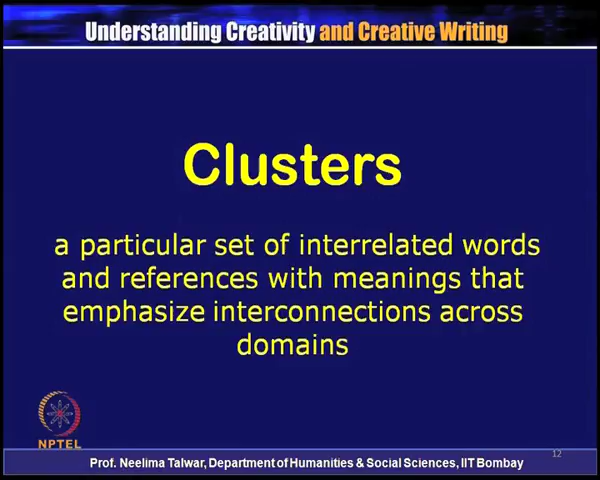 Understanding Creativity and Creative Writing
Clusters
a particular set of interrelated words
and references with meanings that
emphasize interconnections across
domains
NPTEL
12
Prof. Neelima Talwar, Department of Humanities & Social Sciences, IIT Bombay